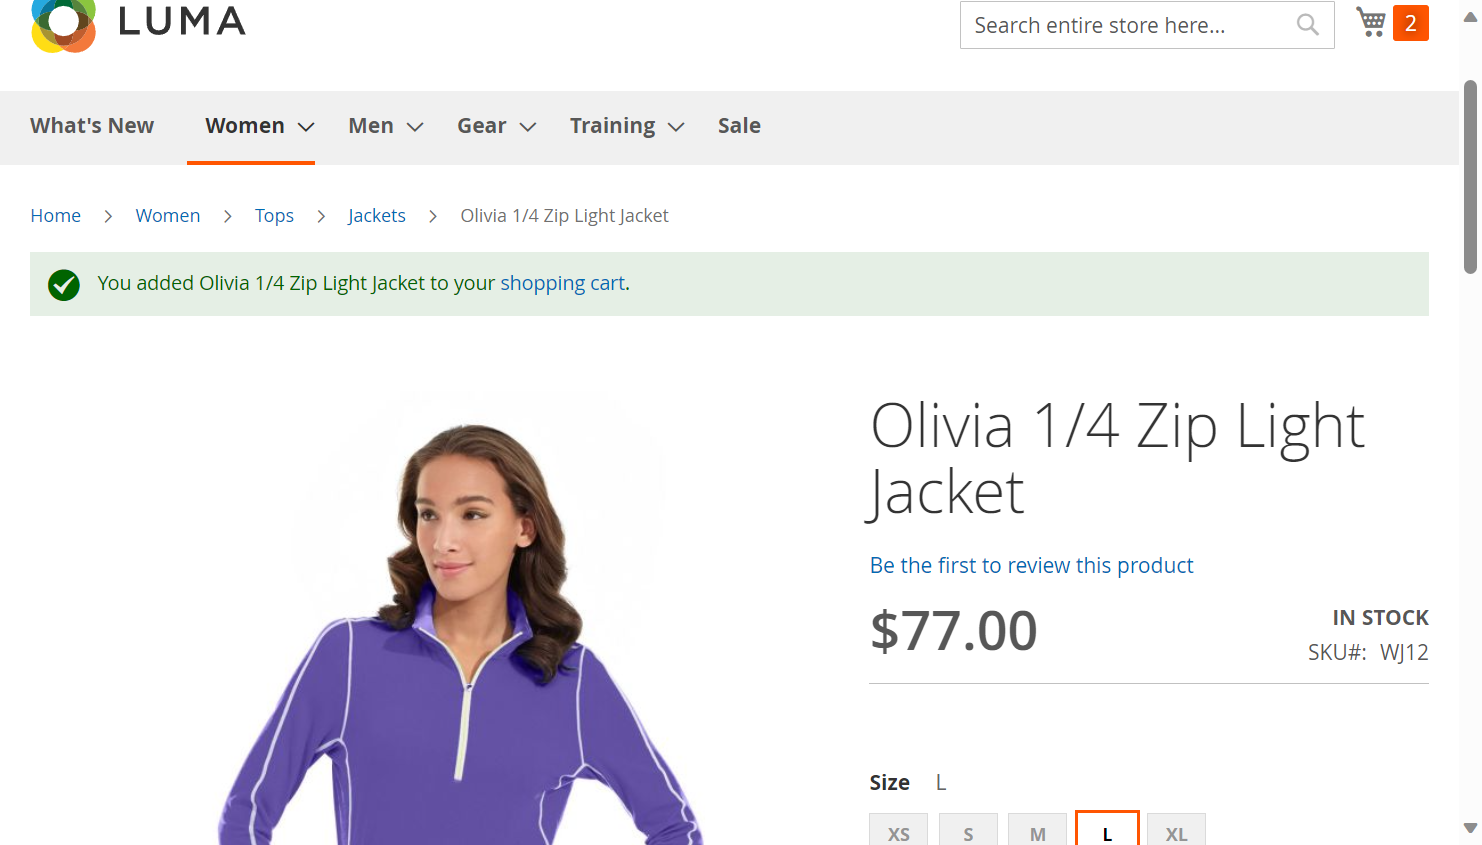 LUMA
Search entire store here...
2
What's New
Women
Men
Gear
Training
Sale
Home > Women > Tops > Jackets > Olivia 1/4 Zip Light Jacket
You added Olivia 1/4 Zip Light Jacket to your shopping cart.
Olivia 1/4 Zip Light
Jacket
Be the first to review this product
$77.00
IN STOCK
SKU#: WJ12
Size L
XS S M L XL